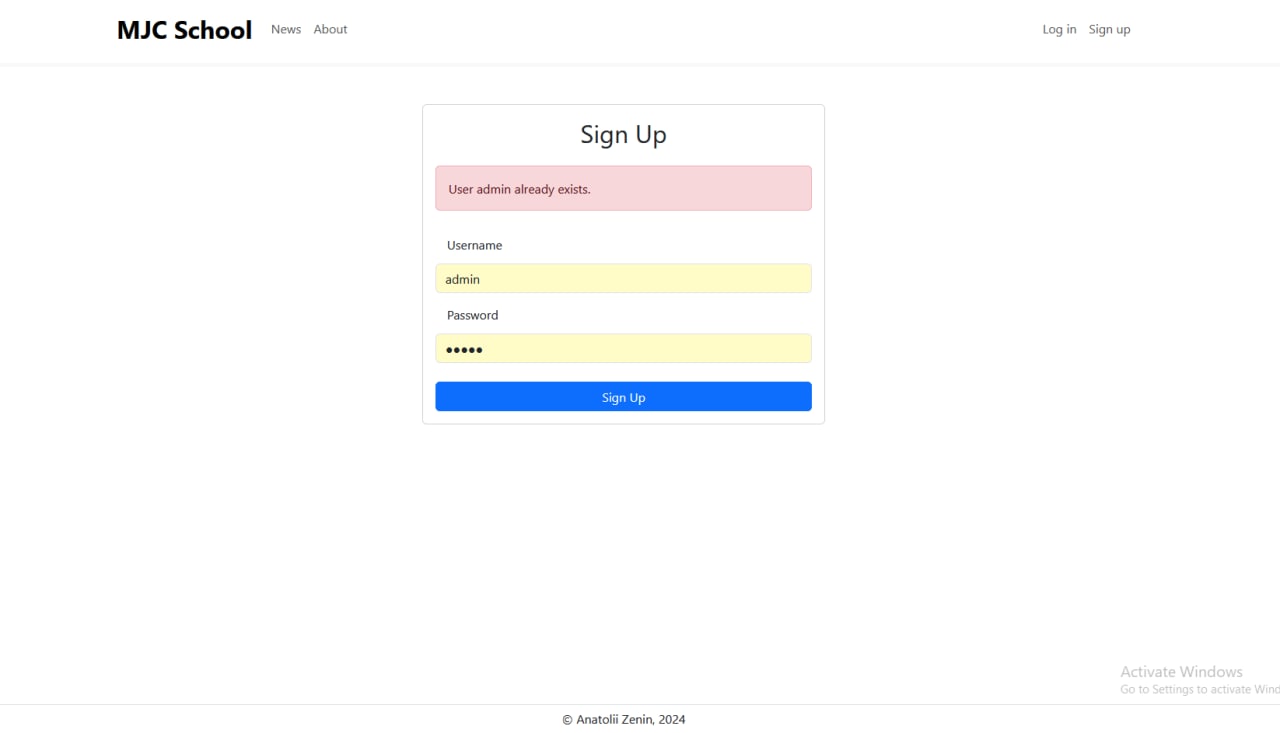 MJC School News About Log in Sign up
Sign Up
User admin already exists.
Username
admin
Password
•••••
Sign Up
Activate Windows
Go to Settings to activate Wind
© Anatolii Zenin, 2024